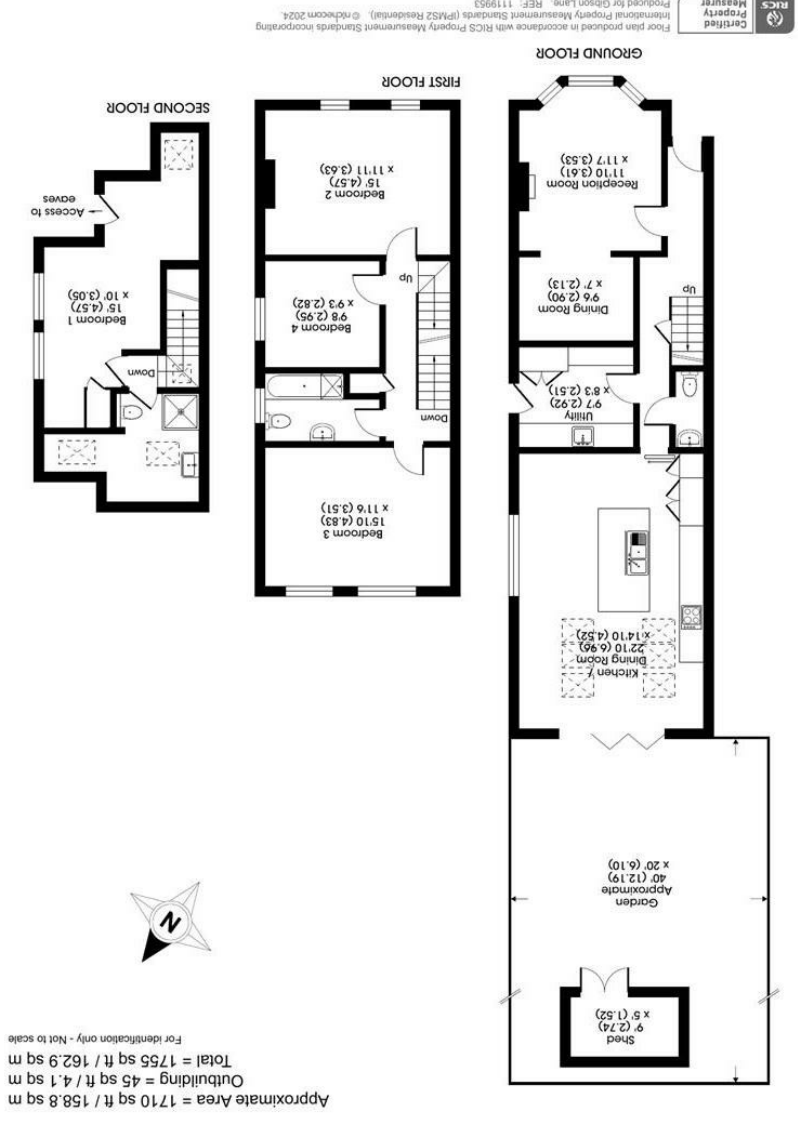 Approximate Area = 1710 sq ft / 158.8 sq m
Outbuilding = 45 sq ft / 4.1 sq m
Total = 1755 sq ft / 162.9 sq m
For identification only - Not to scale
Shed
9' (2.74)
x 5' (1.52)
N
Garden
Approximate
40' (12.19)
x 20' (6.10)
Kitchen /
Dining Room
22'10 (6.96)
x 14'10 (4.52)
Utility
9'7 (2.92)
x 8'3 (2.51)
Up
Dining Room
9'6 (2.90)
x 7' (2.13)
Reception Room
11'10 (3.61)
x 11'7 (3.53)
GROUND FLOOR
Bedroom 3
15'10 (4.83)
x 11'6 (3.51)
Down
Bedroom 4
9'8 (2.95)
x 9'3 (2.82)
Up
Bedroom 2
15' (4.57)
x 11'11 (3.63)
FIRST FLOOR
Down
Bedroom 1
15' (4.57)
x 10' (3.05)
Access to
eaves
SECOND FLOOR
RICS
Certified
Property
Measurer
Floor plan produced in accordance with RICS Property Measurement Standards incorporating
International Property Measurement Standards (IPMS2 Residential). © nichecom 2024.
Produced for Gibson Lane. REF: 1119953